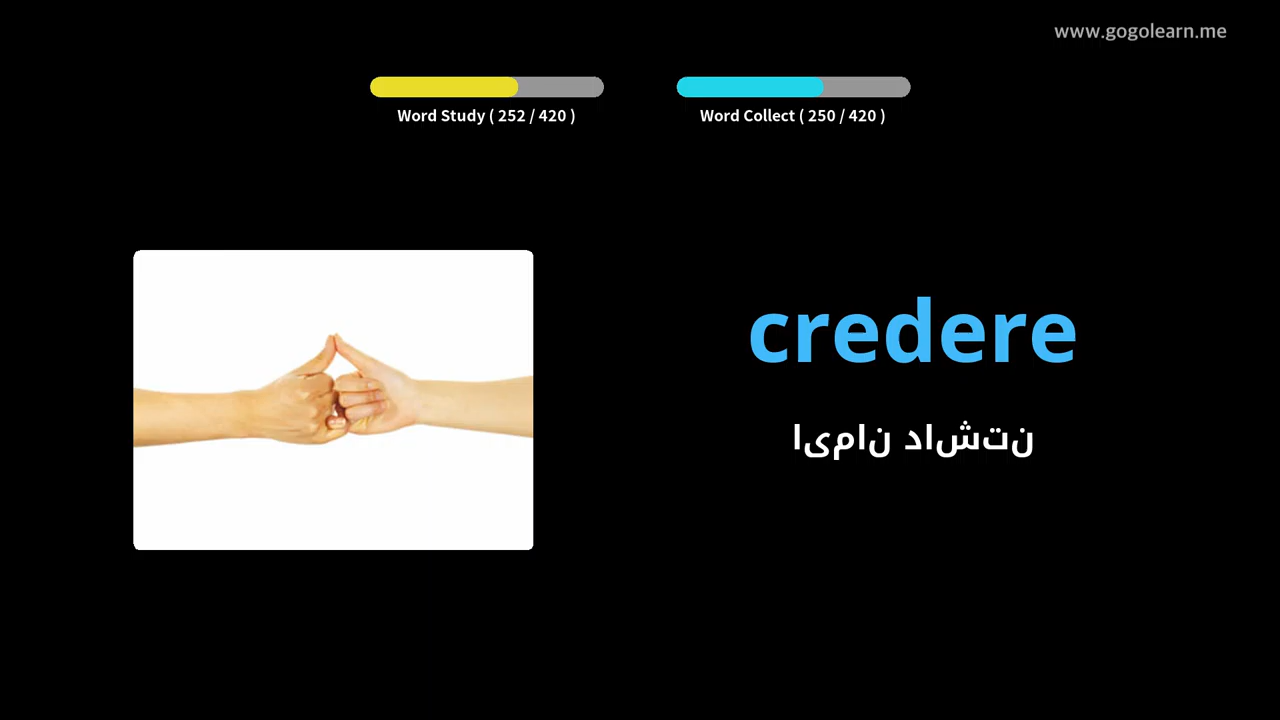 www.gogolearn.me
Word Study ( 252 / 420 )
Word Collect ( 250 / 420 )
credere
ایمان داشتن